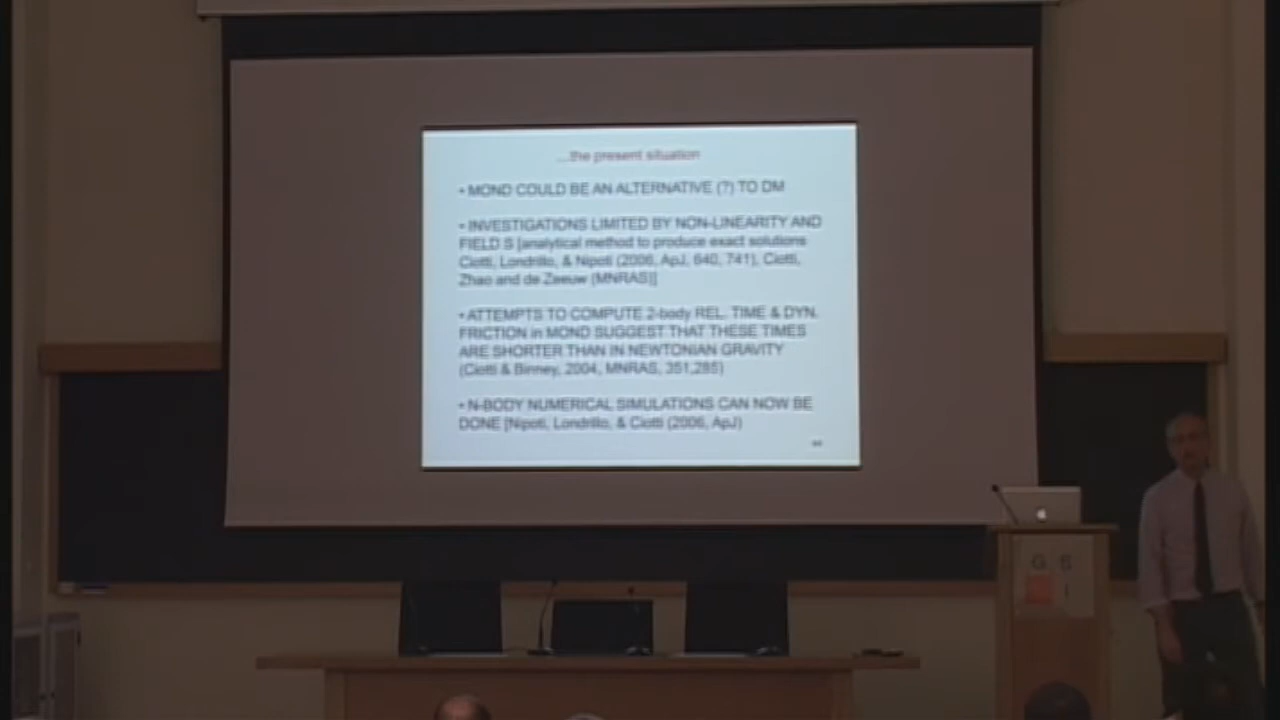 ...the present situation
• MOND COULD BE AN ALTERNATIVE (?) TO DM
• INVESTIGATIONS LIMITED BY NON-LINEARITY AND
FIELD S [analytical method to produce exact solutions
Ciotti, Londrillo, & Nipoti (2006, ApJ, 640, 741), Ciotti,
Zhao and de Zeeuw (MNRAS)]
• ATTEMPTS TO COMPUTE 2-body REL. TIME & DYN.
FRICTION in MOND SUGGEST THAT THESE TIMES
ARE SHORTER THAN IN NEWTONIAN GRAVITY
(Ciotti & Binney, 2004, MNRAS, 351,285)
• N-BODY NUMERICAL SIMULATIONS CAN NOW BE
DONE [Nipoti, Londrillo, & Ciotti (2006, ApJ)
G S
I